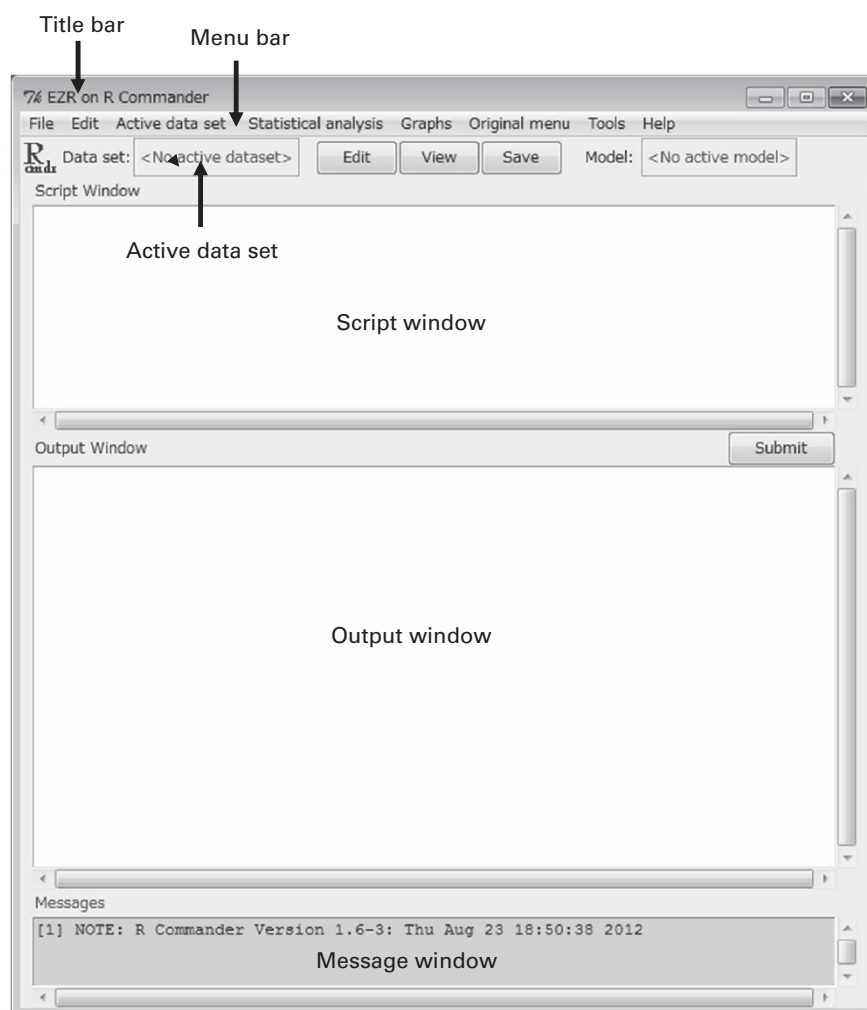 Title bar
Menu bar
EZR on R Commander
File Edit Active data set Statistical analysis Graphs Original menu Tools Help
Rcmdr Data set: <No active dataset> Edit View Save Model: <No active model>
Script Window
Active data set
Script window
Output Window Submit
Output window
Messages
[1] NOTE: R Commander Version 1.6-3: Thu Aug 23 18:50:38 2012
Message window